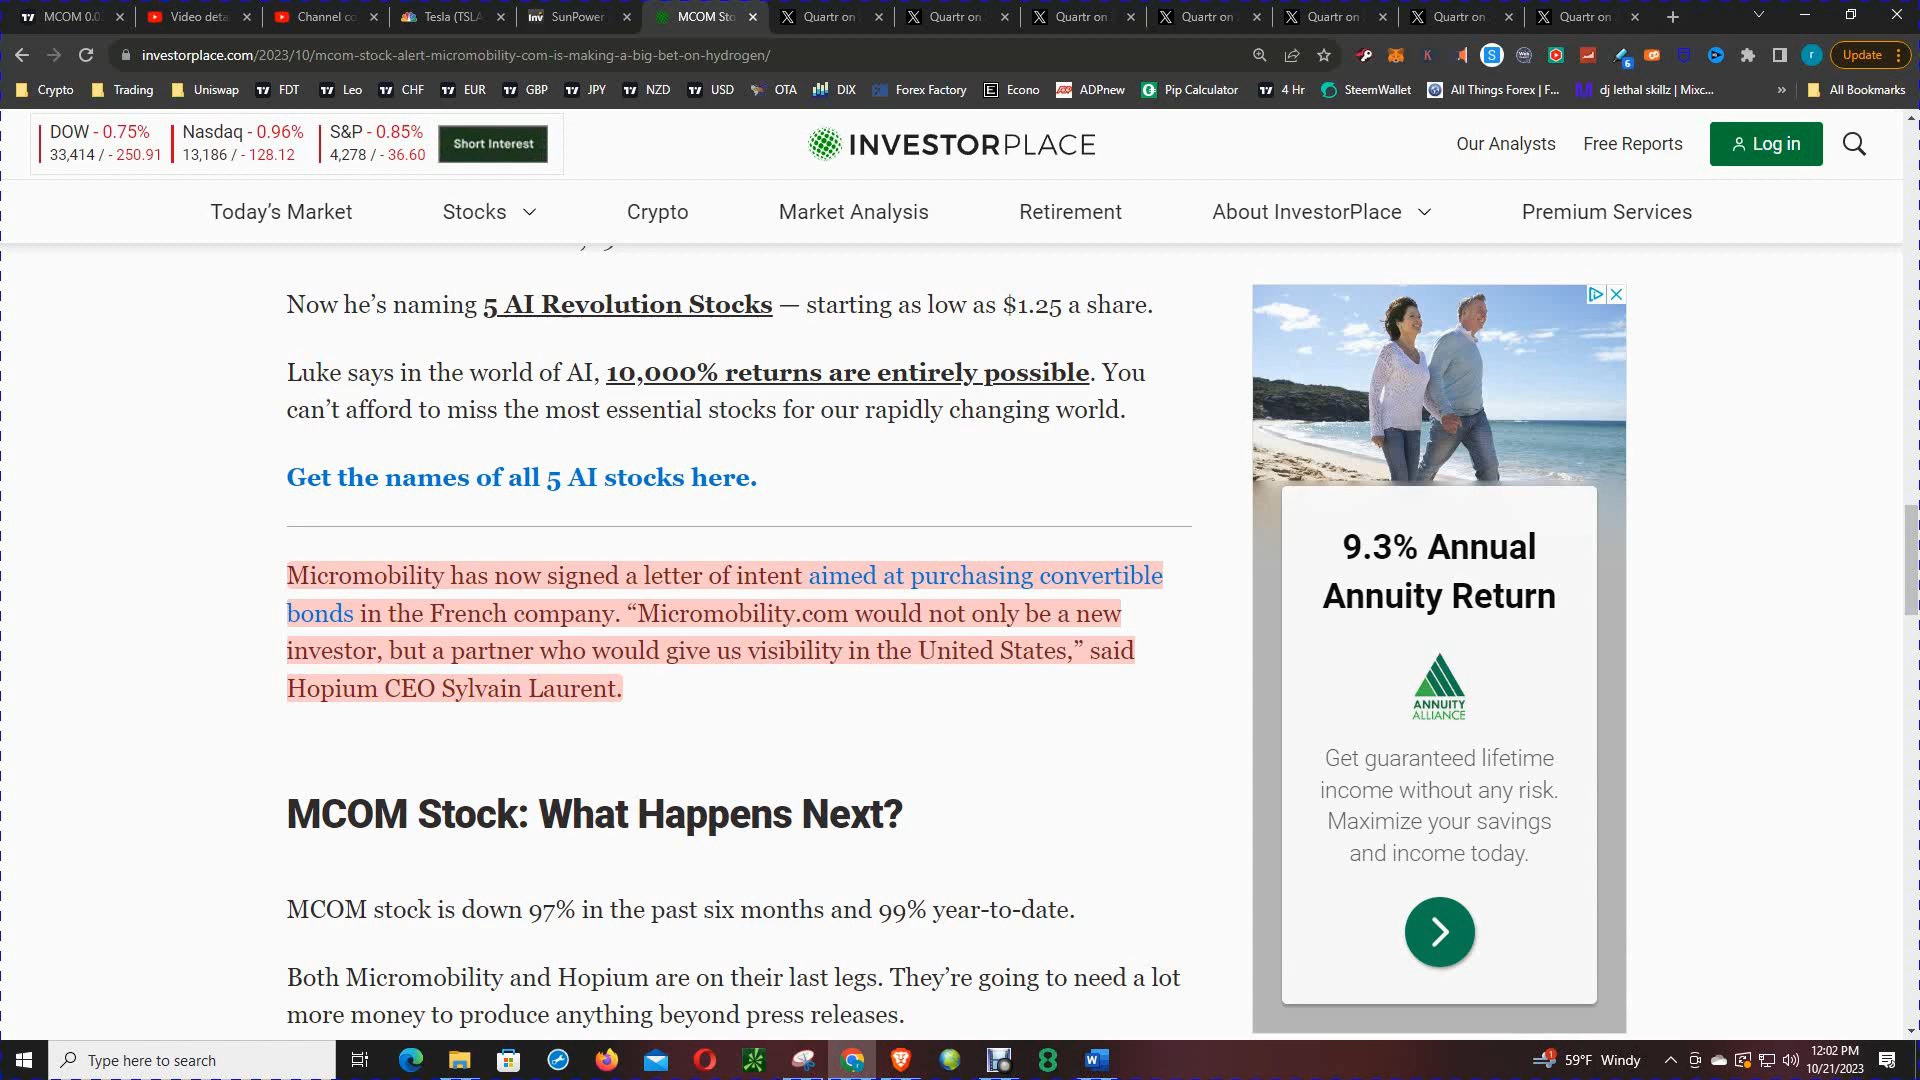 MCOM 0.0
Video deta
Channel co
Tesla (TSLA
SunPower
MCOM Sto
Quartr on
Quartr on
Quartr on
Quartr on
Quartr on
Quartr on
Quartr on
investorplace.com/2023/10/mcom-stock-alert-micromobility-com-is-making-a-big-bet-on-hydrogen/
Update
Crypto
Trading
Uniswap
FDT
Leo
CHF
EUR
GBP
JPY
NZD
USD
OTA
DIX
Forex Factory
Econo
ADPnew
Pip Calculator
4 Hr
SteemWallet
All Things Forex | F...
dj lethal skillz | Mixc...
»
All Bookmarks
DOW - 0.75%
33,414 / - 250.91
Nasdaq - 0.96%
13,186 / - 128.12
S&P - 0.85%
4,278 / - 36.60
Short Interest
INVESTORPLACE
Our Analysts
Free Reports
Log in
Today's Market
Stocks
Crypto
Market Analysis
Retirement
About InvestorPlace
Premium Services
Now he's naming 5 AI Revolution Stocks — starting as low as $1.25 a share.
Luke says in the world of AI, 10,000% returns are entirely possible. You
can't afford to miss the most essential stocks for our rapidly changing world.
Get the names of all 5 AI stocks here.
Micromobility has now signed a letter of intent aimed at purchasing convertible
bonds in the French company. “Micromobility.com would not only be a new
investor, but a partner who would give us visibility in the United States,” said
Hopium CEO Sylvain Laurent.
MCOM Stock: What Happens Next?
MCOM stock is down 97% in the past six months and 99% year-to-date.
Both Micromobility and Hopium are on their last legs. They're going to need a lot
more money to produce anything beyond press releases.
9.3% Annual
Annuity Return
ANNUITY
ALLIANCE
Get guaranteed lifetime
income without any risk.
Maximize your savings
and income today.
Type here to search
59°F Windy
12:02 PM
10/21/2023